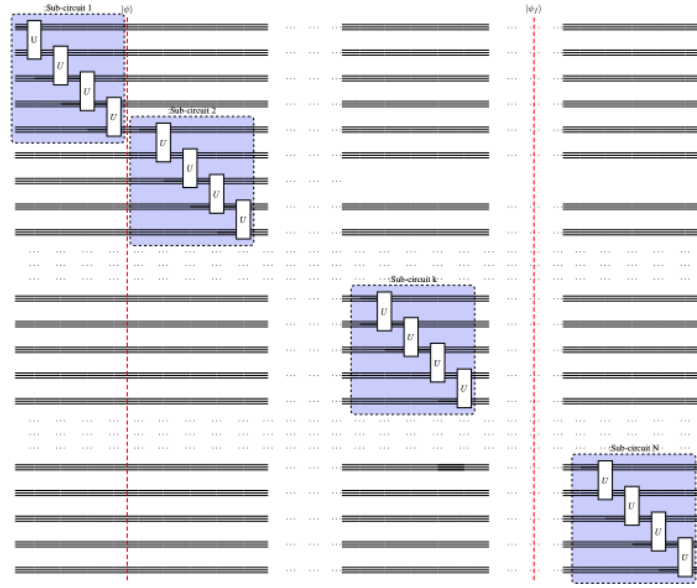 :Sub-circuit 1 |ψ⟩ |ψ_f⟩
U
U
U
U
:Sub-circuit 2
U
U
U
U
:Sub-circuit k
U
U
U
U
:Sub-circuit N
U
U
U
U